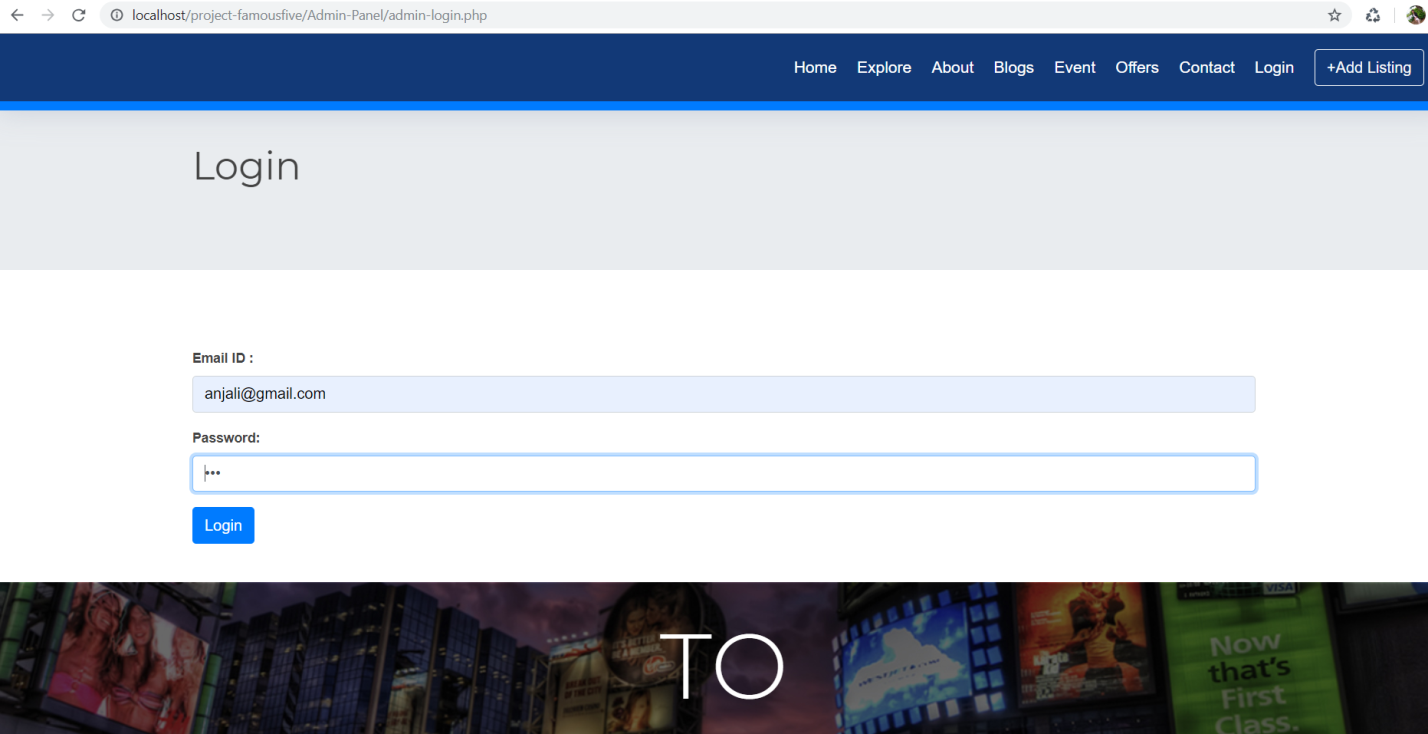 localhost/project-famousfive/Admin-Panel/admin-login.php
Home Explore About Blogs Event Offers Contact Login +Add Listing
Login
Email ID :
anjali@gmail.com
Password:
•••
Login
TO
VISA
Now
that's
First
Class.